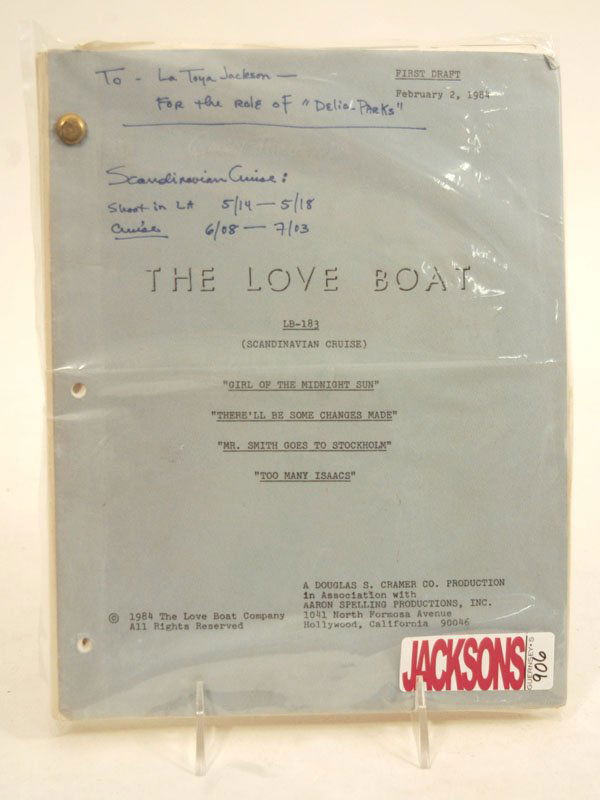 To - La Toya Jackson -
FOR the ROLE of "Delia Parks"
FIRST DRAFT
February 2, 1984
Scandinavian Cruise:
Shoot in LA 5/14 - 5/18
Cruise 6/08 - 7/03
THE LOVE BOAT
LB-183
(SCANDINAVIAN CRUISE)
"GIRL OF THE MIDNIGHT SUN"
"THERE'LL BE SOME CHANGES MADE"
"MR. SMITH GOES TO STOCKHOLM"
"TOO MANY ISAACS"
A DOUGLAS S. CRAMER CO. PRODUCTION
in Association with
AARON SPELLING PRODUCTIONS, INC.
1041 North Formosa Avenue
Hollywood, California 90046
© 1984 The Love Boat Company
All Rights Reserved
JACKSONS
GUERNSEY'S
906